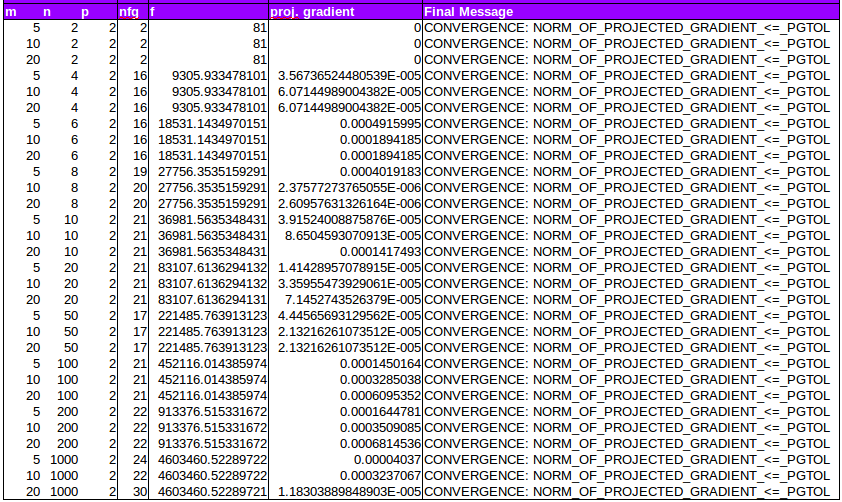 m n p nfg f proj. gradient Final Message
5 2 2 2 81 0 CONVERGENCE: NORM_OF_PROJECTED_GRADIENT_<=_PGTOL
10 2 2 2 81 0 CONVERGENCE: NORM_OF_PROJECTED_GRADIENT_<=_PGTOL
20 2 2 2 81 0 CONVERGENCE: NORM_OF_PROJECTED_GRADIENT_<=_PGTOL
5 4 2 16 9305.933478101 3.56736524480539E-005 CONVERGENCE: NORM_OF_PROJECTED_GRADIENT_<=_PGTOL
10 4 2 16 9305.933478101 6.07144989004382E-005 CONVERGENCE: NORM_OF_PROJECTED_GRADIENT_<=_PGTOL
20 4 2 16 9305.933478101 6.07144989004382E-005 CONVERGENCE: NORM_OF_PROJECTED_GRADIENT_<=_PGTOL
5 6 2 16 18531.1434970151 0.0004915995 CONVERGENCE: NORM_OF_PROJECTED_GRADIENT_<=_PGTOL
10 6 2 16 18531.1434970151 0.0001894185 CONVERGENCE: NORM_OF_PROJECTED_GRADIENT_<=_PGTOL
20 6 2 16 18531.1434970151 0.0001894185 CONVERGENCE: NORM_OF_PROJECTED_GRADIENT_<=_PGTOL
5 8 2 19 27756.3535159291 0.0004019183 CONVERGENCE: NORM_OF_PROJECTED_GRADIENT_<=_PGTOL
10 8 2 20 27756.3535159291 2.37577273765055E-006 CONVERGENCE: NORM_OF_PROJECTED_GRADIENT_<=_PGTOL
20 8 2 20 27756.3535159291 2.60957631326164E-006 CONVERGENCE: NORM_OF_PROJECTED_GRADIENT_<=_PGTOL
5 10 2 21 36981.5635348431 3.91524008875876E-005 CONVERGENCE: NORM_OF_PROJECTED_GRADIENT_<=_PGTOL
10 10 2 21 36981.5635348431 8.6504593070913E-005 CONVERGENCE: NORM_OF_PROJECTED_GRADIENT_<=_PGTOL
20 10 2 21 36981.5635348431 0.0001417493 CONVERGENCE: NORM_OF_PROJECTED_GRADIENT_<=_PGTOL
5 20 2 21 83107.6136294132 1.41428957078915E-005 CONVERGENCE: NORM_OF_PROJECTED_GRADIENT_<=_PGTOL
10 20 2 21 83107.6136294132 3.35955473929061E-005 CONVERGENCE: NORM_OF_PROJECTED_GRADIENT_<=_PGTOL
20 20 2 21 83107.6136294131 7.1452743526379E-005 CONVERGENCE: NORM_OF_PROJECTED_GRADIENT_<=_PGTOL
5 50 2 17 221485.763913123 4.44565693129562E-005 CONVERGENCE: NORM_OF_PROJECTED_GRADIENT_<=_PGTOL
10 50 2 17 221485.763913123 2.13216261073512E-005 CONVERGENCE: NORM_OF_PROJECTED_GRADIENT_<=_PGTOL
20 50 2 17 221485.763913123 2.13216261073512E-005 CONVERGENCE: NORM_OF_PROJECTED_GRADIENT_<=_PGTOL
5 100 2 21 452116.014385974 0.0001450164 CONVERGENCE: NORM_OF_PROJECTED_GRADIENT_<=_PGTOL
10 100 2 21 452116.014385974 0.0003285038 CONVERGENCE: NORM_OF_PROJECTED_GRADIENT_<=_PGTOL
20 100 2 21 452116.014385974 0.0006095352 CONVERGENCE: NORM_OF_PROJECTED_GRADIENT_<=_PGTOL
5 200 2 22 913376.515331672 0.0001644781 CONVERGENCE: NORM_OF_PROJECTED_GRADIENT_<=_PGTOL
10 200 2 22 913376.515331672 0.0003509085 CONVERGENCE: NORM_OF_PROJECTED_GRADIENT_<=_PGTOL
20 200 2 22 913376.515331672 0.0006814536 CONVERGENCE: NORM_OF_PROJECTED_GRADIENT_<=_PGTOL
5 1000 2 24 4603460.52289722 0.00004037 CONVERGENCE: NORM_OF_PROJECTED_GRADIENT_<=_PGTOL
10 1000 2 22 4603460.52289722 0.0003237067 CONVERGENCE: NORM_OF_PROJECTED_GRADIENT_<=_PGTOL
20 1000 2 30 4603460.52289721 1.18303889848903E-005 CONVERGENCE: NORM_OF_PROJECTED_GRADIENT_<=_PGTOL